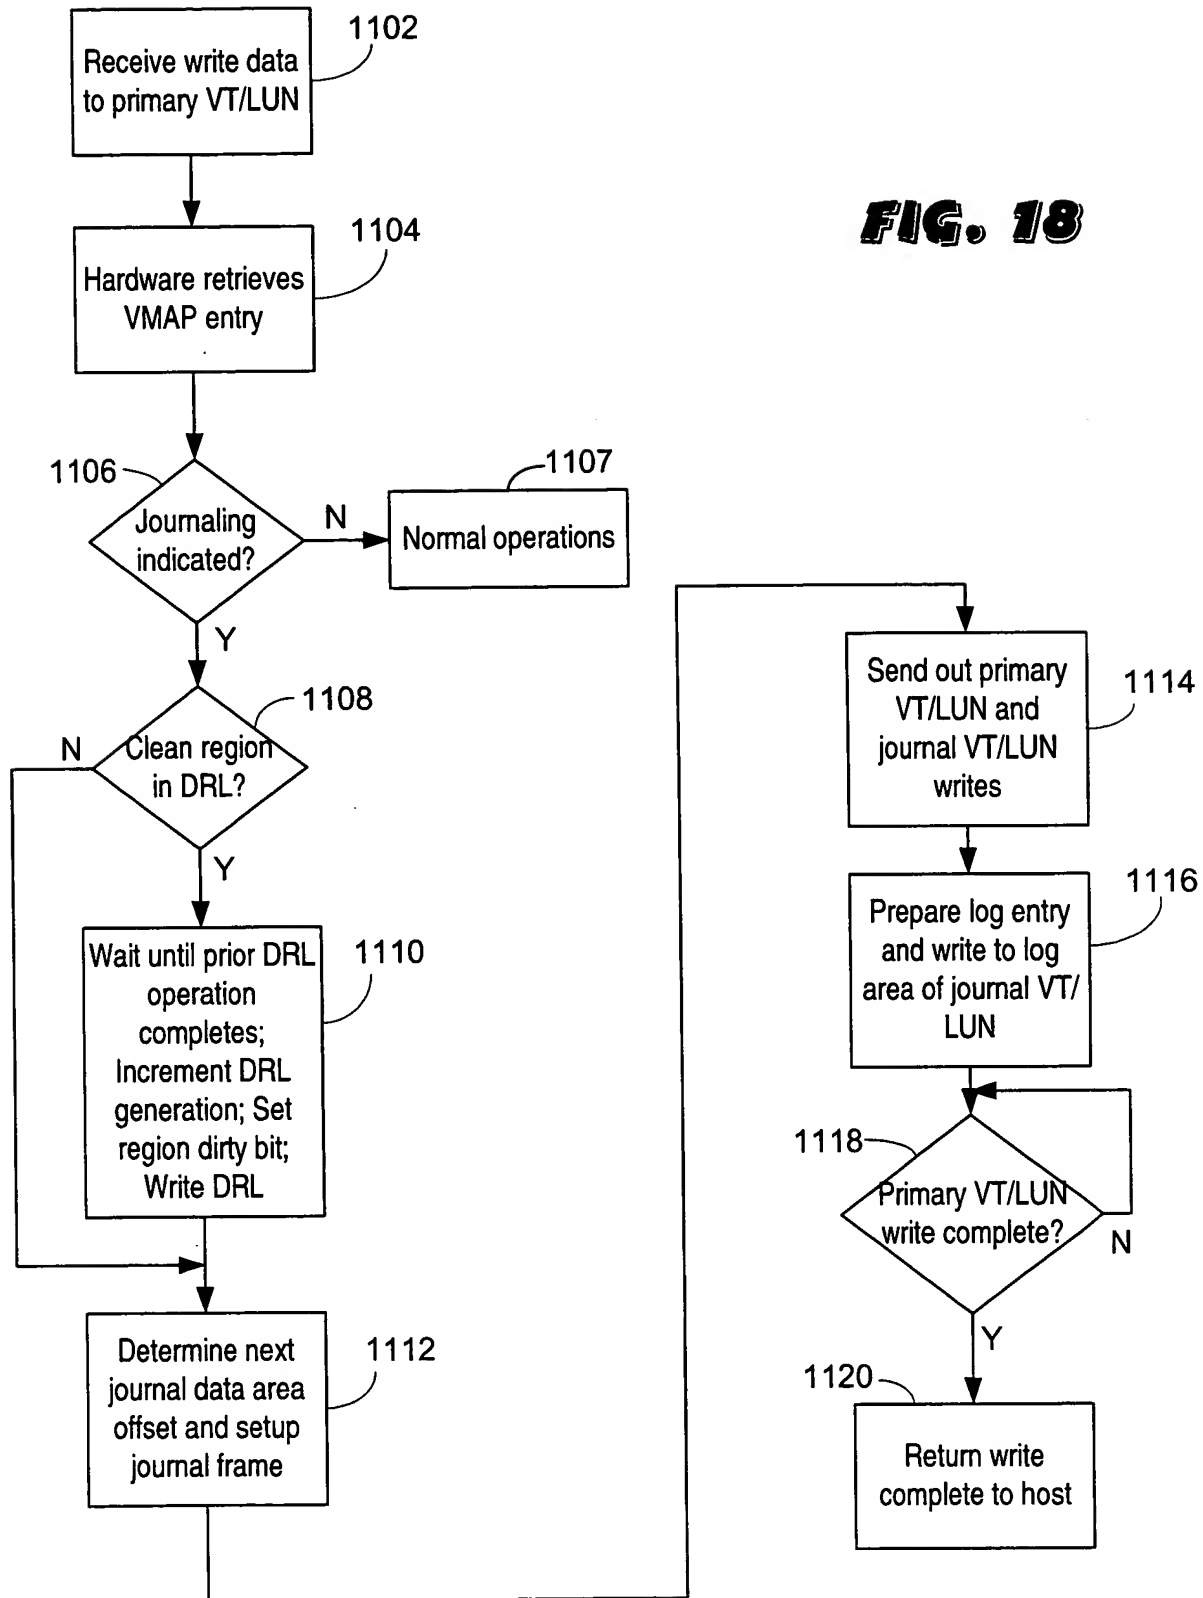 1102
Receive write data
to primary VT/LUN
FIG. 18
1104
Hardware retrieves
VMAP entry
1106
Journaling
indicated?
N
1107
Normal operations
Y
1108
Clean region
in DRL?
N
Y
Wait until prior DRL
operation
completes;
Increment DRL
generation; Set
region dirty bit;
Write DRL
1110
Determine next
journal data area
offset and setup
journal frame
1112
Send out primary
VT/LUN and
journal VT/LUN
writes
1114
Prepare log entry
and write to log
area of journal VT/
LUN
1116
1118
Primary VT/LUN
write complete?
N
Y
1120
Return write
complete to host